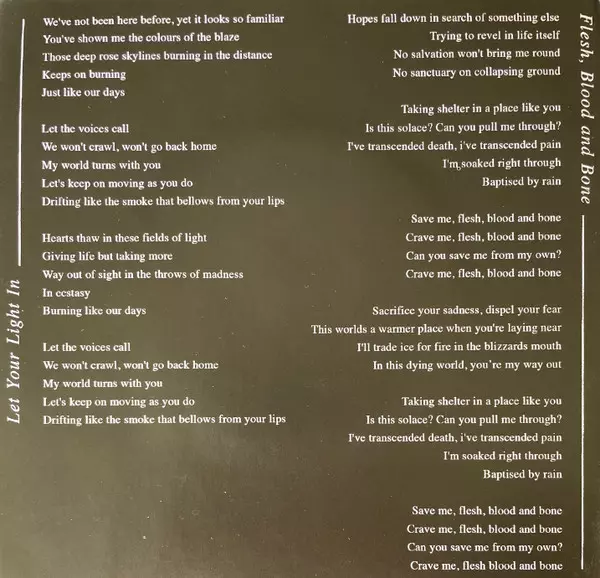 Let Your Light In
We've not been here before, yet it looks so familiar
You've shown me the colours of the blaze
Those deep rose skylines burning in the distance
Keeps on burning
Just like our days
Let the voices call
We won't crawl, won't go back home
My world turns with you
Let's keep on moving as you do
Drifting like the smoke that bellows from your lips
Hearts thaw in these fields of light
Giving life but taking more
Way out of sight in the throws of madness
In ecstasy
Burning like our days
Let the voices call
We won't crawl, won't go back home
My world turns with you
Let's keep on moving as you do
Drifting like the smoke that bellows from your lips
Flesh, Blood and Bone
Hopes fall down in search of something else
Trying to revel in life itself
No salvation won't bring me round
No sanctuary on collapsing ground
Taking shelter in a place like you
Is this solace? Can you pull me through?
I've transcended death, i've transcended pain
I'm soaked right through
Baptised by rain
Save me, flesh, blood and bone
Crave me, flesh, blood and bone
Can you save me from my own?
Crave me, flesh, blood and bone
Sacrifice your sadness, dispel your fear
This worlds a warmer place when you're laying near
I'll trade ice for fire in the blizzards mouth
In this dying world, you're my way out
Taking shelter in a place like you
Is this solace? Can you pull me through?
I've transcended death, i've transcended pain
I'm soaked right through
Baptised by rain
Save me, flesh, blood and bone
Crave me, flesh, blood and bone
Can you save me from my own?
Crave me, flesh blood and bone